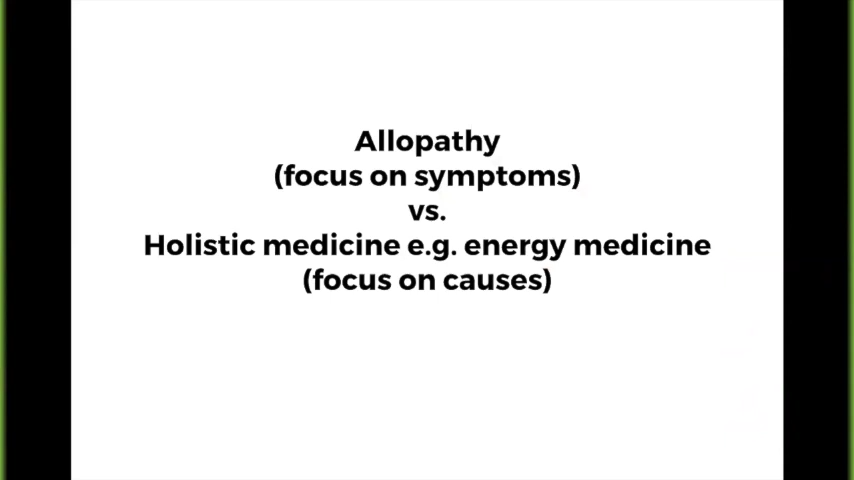 Allopathy
(focus on symptoms)
vs.
Holistic medicine e.g. energy medicine
(focus on causes)